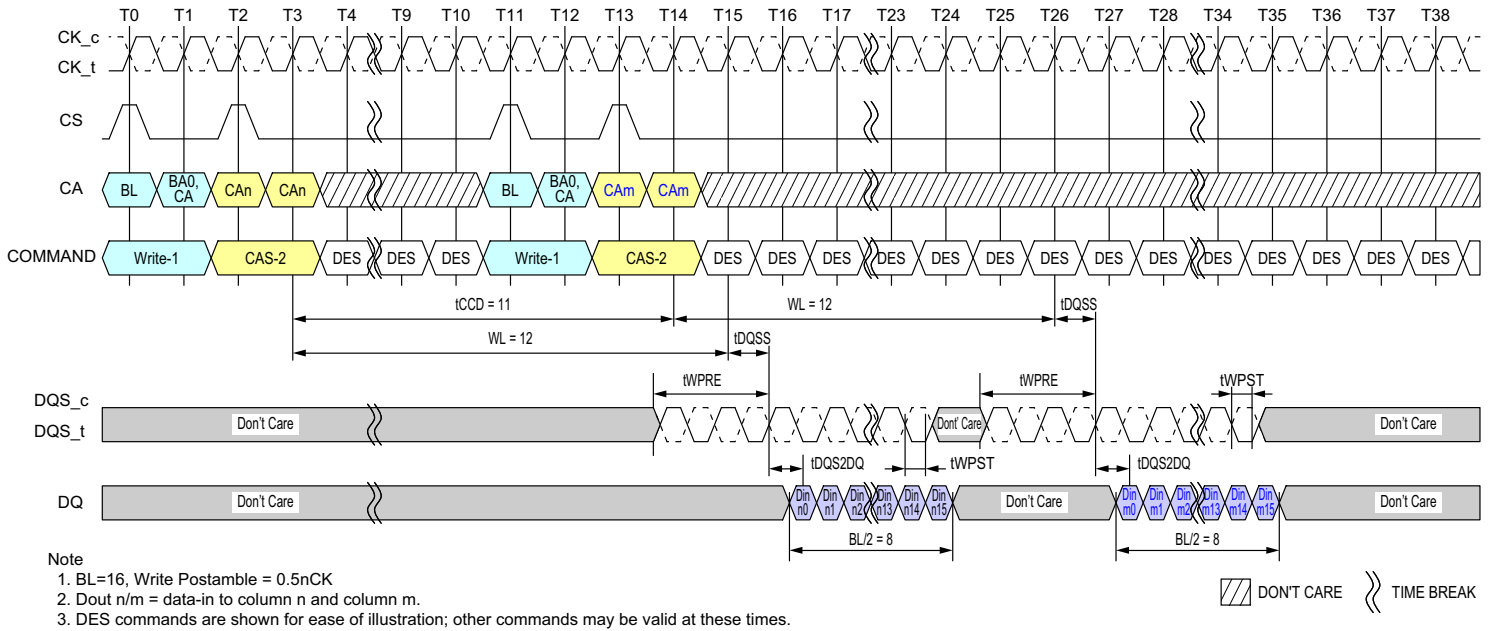 T0 T1 T2 T3 T4 T9 T10 T11 T12 T13 T14 T15 T16 T17 T23 T24 T25 T26 T27 T28 T34 T35 T36 T37 T38
CK_c
CK_t
CS
CA BL BA0, CA CAn CAn BL BA0, CA CAm CAm
COMMAND Write-1 CAS-2 DES DES DES Write-1 CAS-2 DES DES DES DES DES DES DES DES DES DES DES DES DES DES
tCCD = 11 WL = 12 tDQSS
WL = 12 tDQSS
tWPRE tWPRE tWPST
DQS_c
DQS_t
Don't Care Dont' Care Don't Care
tDQS2DQ tWPST tDQS2DQ
DQ Don't Care Din n0 Din n1 Din n2 Din n13 Din n14 Din n15 Don't Care Din m0 Din m1 Din m2 Din m13 Din m14 Din m15 Don't Care
BL/2 = 8 BL/2 = 8
Note
1. BL=16, Write Postamble = 0.5nCK
2. Dout n/m = data-in to column n and column m.
3. DES commands are shown for ease of illustration; other commands may be valid at these times.
DON'T CARE TIME BREAK